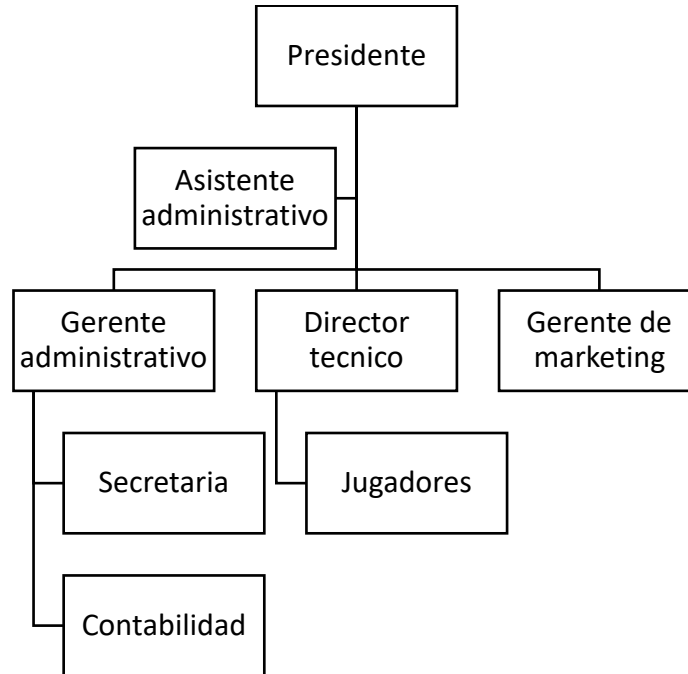 Presidente
Asistente
administrativo
Gerente
administrativo
Director
tecnico
Gerente de
marketing
Secretaria
Jugadores
Contabilidad